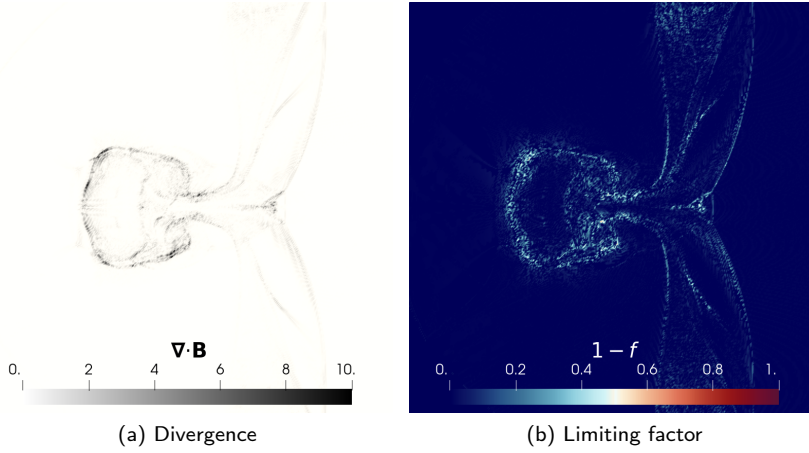 ∇·B
0. 2 4 6 8 10.
(a) Divergence
1 − f
0. 0.2 0.4 0.6 0.8 1.
(b) Limiting factor